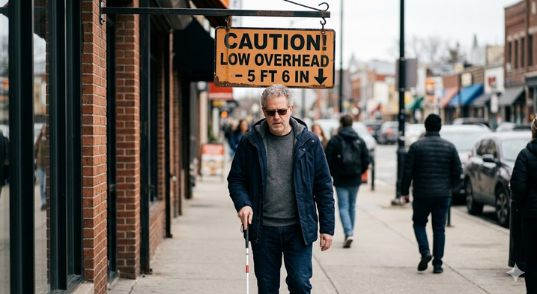 CAUTION!
LOW OVERHEAD
- 5 FT 6 IN ↓